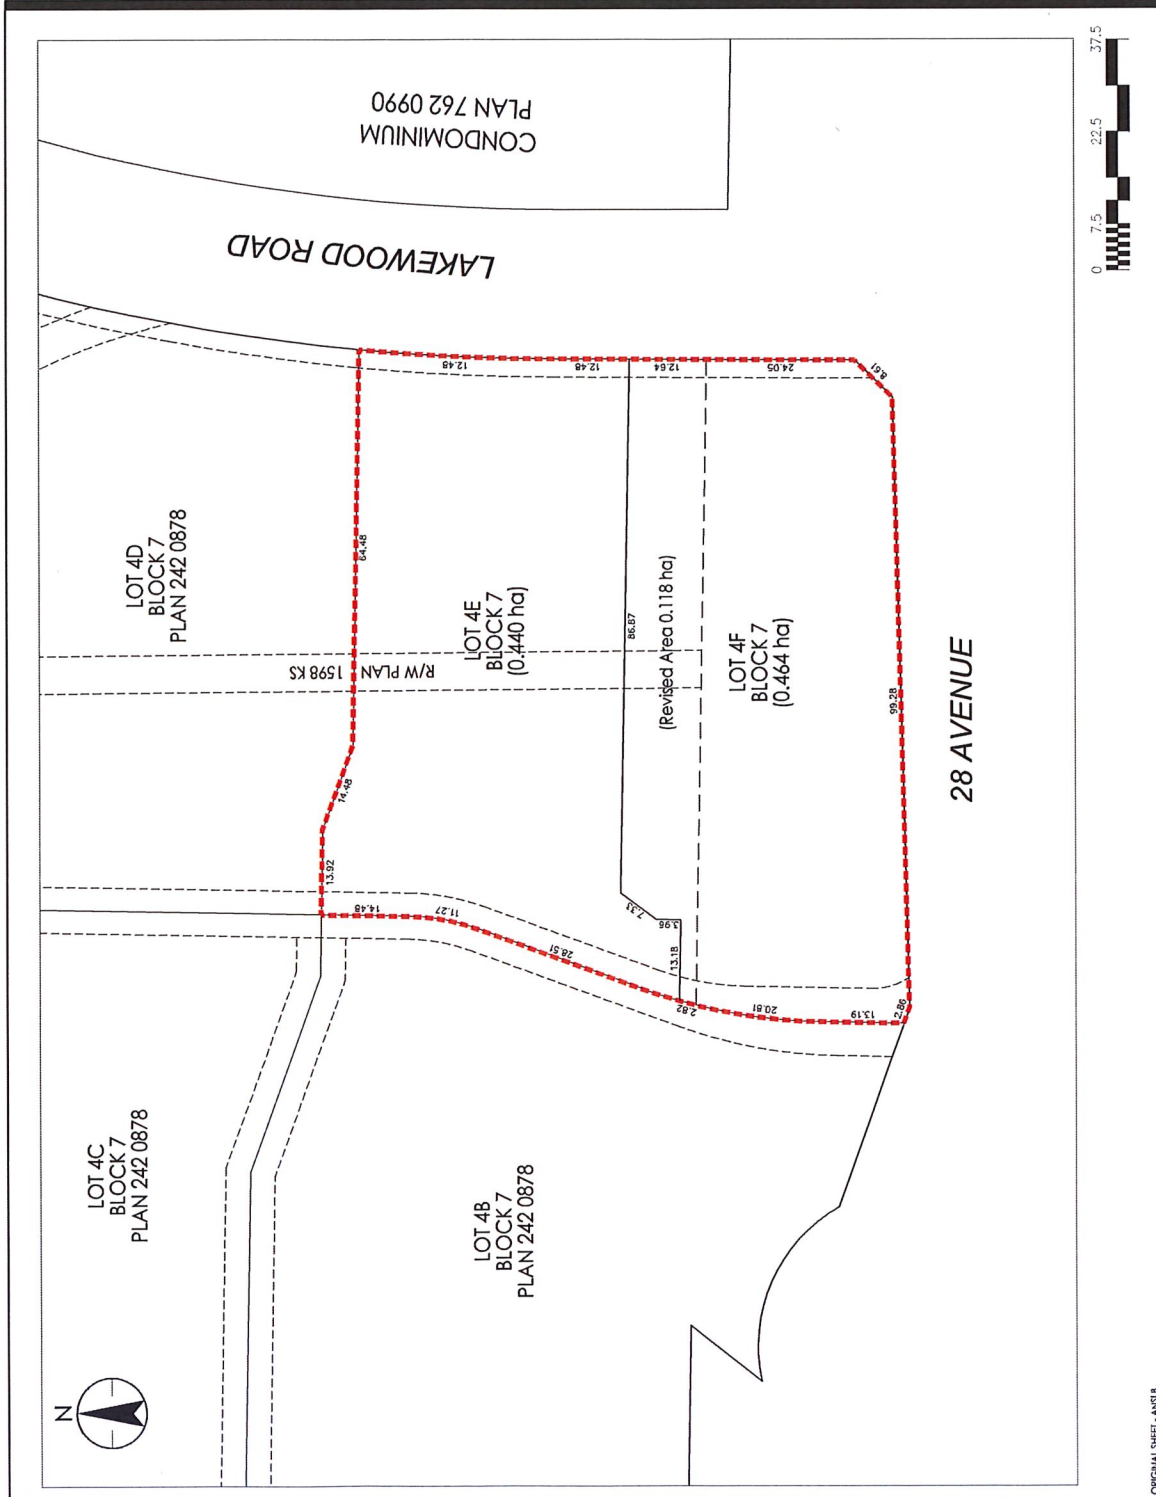 N
LOT 4C
BLOCK 7
PLAN 242 0878
LOT 4B
BLOCK 7
PLAN 242 0878
LOT 4D
BLOCK 7
PLAN 242 0878
R/W PLAN 1598 KS
LOT 4E
BLOCK 7
(0.440 ha)
(Revised Area 0.118 ha)
LOT 4F
BLOCK 7
(0.464 ha)
28 AVENUE
LAKEWOOD ROAD
CONDOMINIUM
PLAN 762 0990
13.92
14.48
64.48
14.48
11.27
28.51
2.82
20.81
13.19
2.86
99.28
8.61
24.05
12.64
12.48
12.48
86.87
7.33
3.95
13.18
0 7.5 22.5 37.5
ORIGINAL SHEET - ANSI B